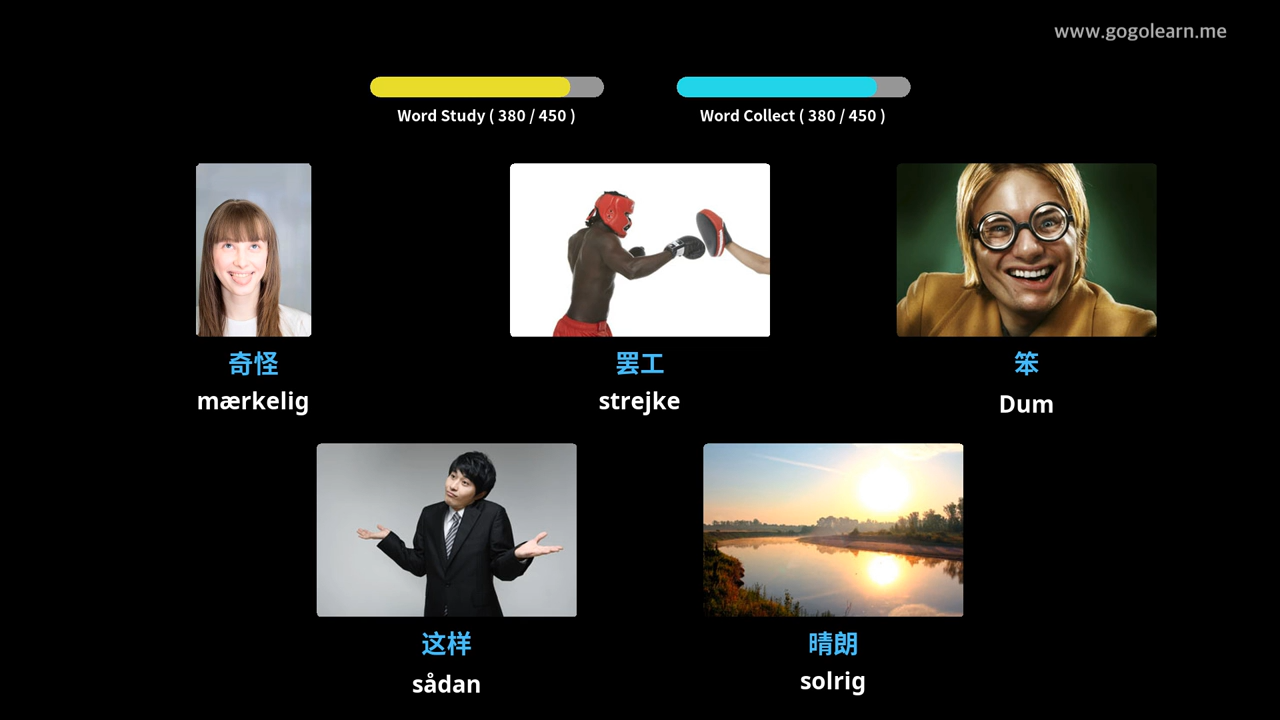 www.gogolearn.me
Word Study ( 380 / 450 )
Word Collect ( 380 / 450 )
奇怪
mærkelig
罢工
strejke
笨
Dum
这样
sådan
晴朗
solrig